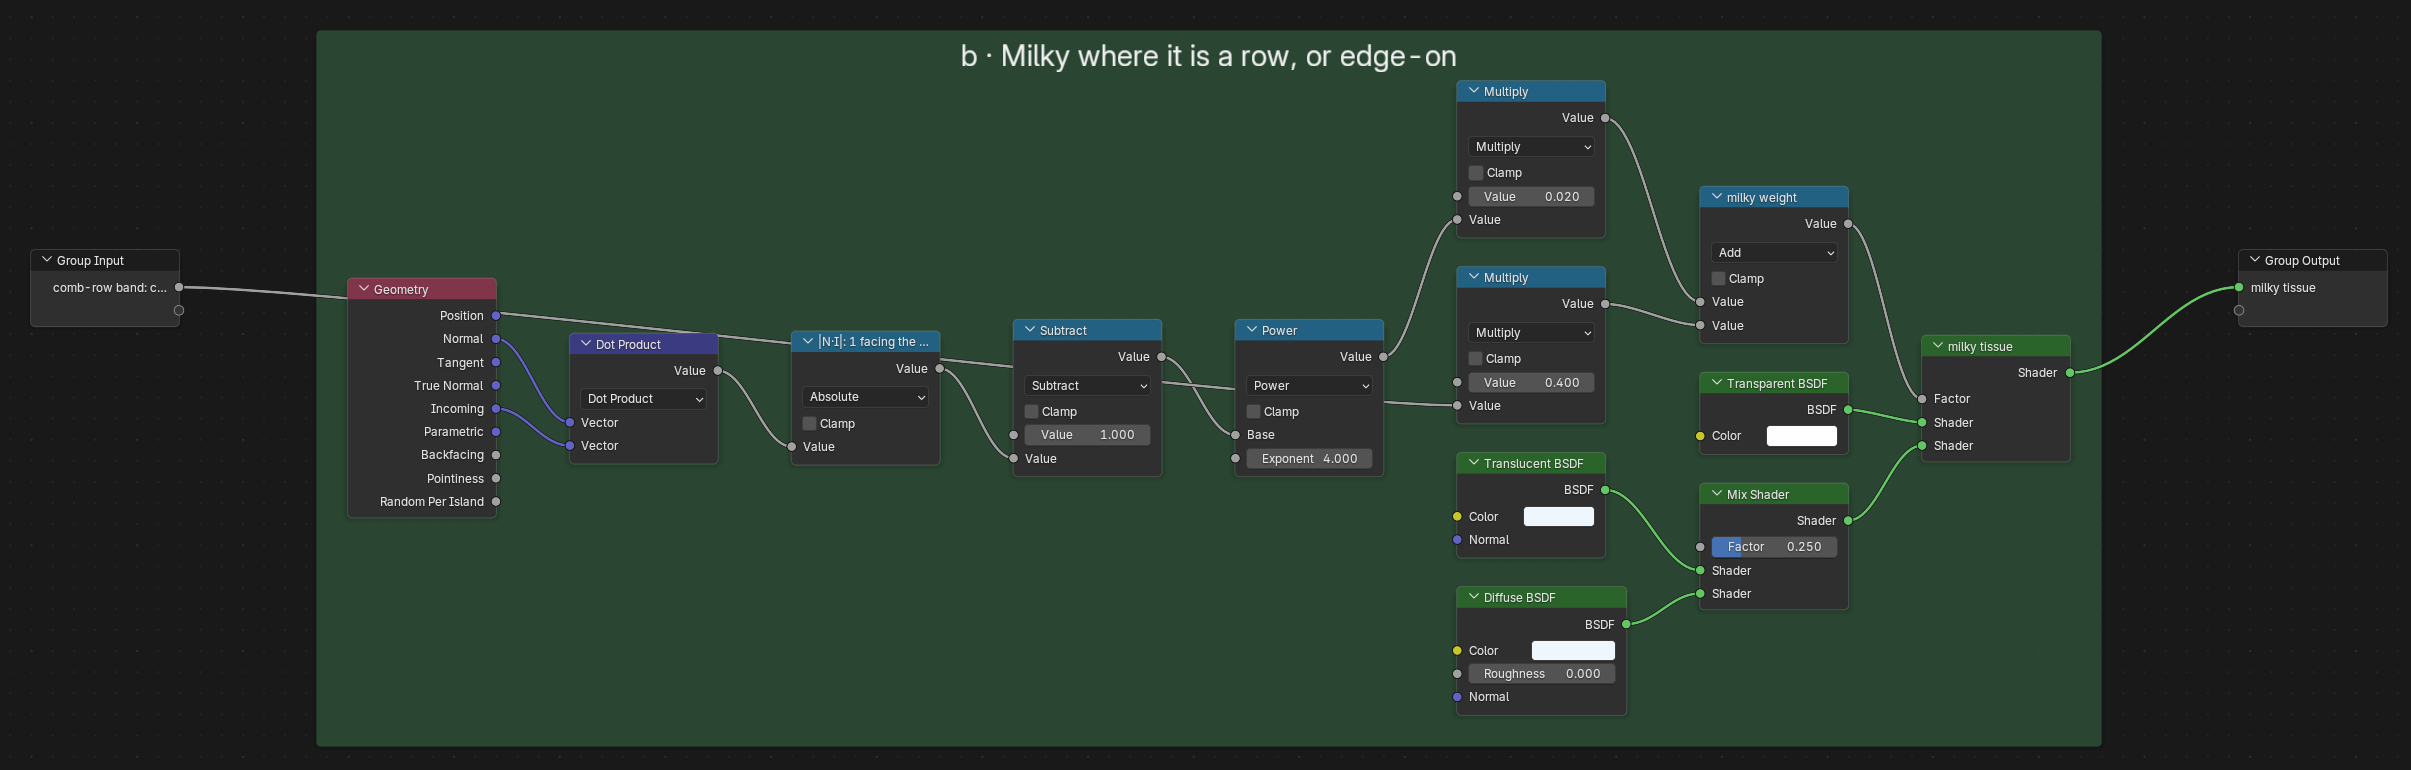 b · Milky where it is a row, or edge-on
Group Input
comb-row band: c...
Geometry
Position
Normal
Tangent
True Normal
Incoming
Parametric
Backfacing
Pointiness
Random Per Island
Dot Product
Value
Dot Product
Vector
Vector
|N·I|: 1 facing the ...
Value
Absolute
Clamp
Value
Subtract
Value
Subtract
Clamp
Value 1.000
Value
Power
Value
Power
Clamp
Base
Exponent 4.000
Multiply
Value
Multiply
Clamp
Value 0.020
Value
Multiply
Value
Multiply
Clamp
Value 0.400
Value
Translucent BSDF
BSDF
Color
Normal
Diffuse BSDF
BSDF
Color
Roughness 0.000
Normal
milky weight
Value
Add
Clamp
Value
Value
Transparent BSDF
BSDF
Color
Mix Shader
Shader
Factor 0.250
Shader
Shader
milky tissue
Shader
Factor
Shader
Shader
Group Output
milky tissue